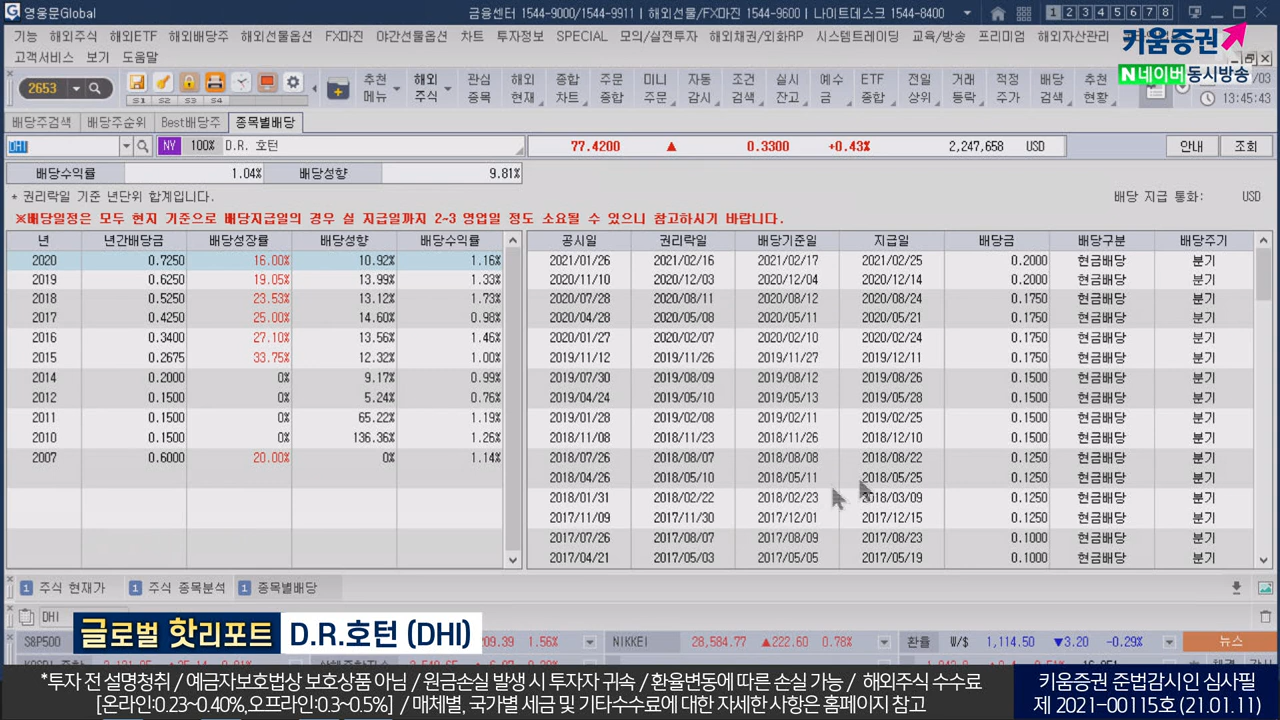 영웅문Global
금융센터 1544-9000/1544-9911 | 해외선물/FX마진 1544-9600 | 나이트데스크 1544-8400
1 2 3 4 5 6 7 8
기능 해외주식 해외ETF 해외배당주 해외선물옵션 FX마진 야간선물옵션 차트 투자정보 SPECIAL 모의/실전투자 해외채권/외화RP 시스템트레이딩 교육/방송 프리미엄 해외자산관리
키움증권
고객서비스 보기 도움말
N네이버 동시방송
2653
S1 S2 S3 S4
추천 메뉴 해외 주식 관심 종목 해외 현재 종합 차트 주문 종합 미니 주문 자동 감시 조건 검색 실시 잔고 예수 금 ETF 종합 전일 상위 거래 등락 적정 주가 배당 검색 추천 현황
/03
13:45:43
배당주검색 배당주순위 Best배당주 종목별배당
DHI NY 100% D.R. 호턴 77.4200 ▲ 0.3300 +0.43% 2,247,658 USD 안내 조회
배당수익률 1.04% 배당성향 9.81%
* 권리락일 기준 년단위 합계입니다. 배당 지급 통화: USD
※배당일정은 모두 현지 기준으로 배당지급일의 경우 실 지급일까지 2-3 영업일 정도 소요될 수 있으니 참고하시기 바랍니다.
년 년간배당금 배당성장률 배당성향 배당수익률
2020 0.7250 16.00% 10.92% 1.16%
2019 0.6250 19.05% 13.99% 1.33%
2018 0.5250 23.53% 13.12% 1.73%
2017 0.4250 25.00% 14.60% 0.98%
2016 0.3400 27.10% 13.56% 1.46%
2015 0.2675 33.75% 12.32% 1.00%
2014 0.2000 0% 9.17% 0.99%
2012 0.1500 0% 5.24% 0.76%
2011 0.1500 0% 65.22% 1.19%
2010 0.1500 0% 136.36% 1.26%
2007 0.6000 20.00% 0% 1.14%
공시일 권리락일 배당기준일 지급일 배당금 배당구분 배당주기
2021/01/26 2021/02/16 2021/02/17 2021/02/25 0.2000 현금배당 분기
2020/11/10 2020/12/03 2020/12/04 2020/12/14 0.2000 현금배당 분기
2020/07/28 2020/08/11 2020/08/12 2020/08/24 0.1750 현금배당 분기
2020/04/28 2020/05/08 2020/05/11 2020/05/21 0.1750 현금배당 분기
2020/01/27 2020/02/07 2020/02/10 2020/02/24 0.1750 현금배당 분기
2019/11/12 2019/11/26 2019/11/27 2019/12/11 0.1750 현금배당 분기
2019/07/30 2019/08/09 2019/08/12 2019/08/26 0.1500 현금배당 분기
2019/04/24 2019/05/10 2019/05/13 2019/05/28 0.1500 현금배당 분기
2019/01/28 2019/02/08 2019/02/11 2019/02/25 0.1500 현금배당 분기
2018/11/08 2018/11/23 2018/11/26 2018/12/10 0.1500 현금배당 분기
2018/07/26 2018/08/07 2018/08/08 2018/08/22 0.1250 현금배당 분기
2018/04/26 2018/05/10 2018/05/11 2018/05/25 0.1250 현금배당 분기
2018/01/31 2018/02/22 2018/02/23 2018/03/09 0.1250 현금배당 분기
2017/11/09 2017/11/30 2017/12/01 2017/12/15 0.1250 현금배당 분기
2017/07/26 2017/08/07 2017/08/09 2017/08/23 0.1000 현금배당 분기
2017/04/21 2017/05/03 2017/05/05 2017/05/19 0.1000 현금배당 분기
1 주식 현재가 1 주식 종목분석 1 종목별배당
DHI
글로벌 핫리포트 D.R.호턴 (DHI)
S&P500 209.39 1.56% NIKKEI 28,584.77 ▲222.60 0.78% 환율 W/$ 1,114.50 ▼3.20 -0.29% 뉴스
*투자 전 설명청취 / 예금자보호법상 보호상품 아님 / 원금손실 발생 시 투자자 귀속 / 환율변동에 따른 손실 가능 / 해외주식 수수료
[온라인:0.23~0.40%,오프라인:0.3~0.5%] / 매체별, 국가별 세금 및 기타수수료에 대한 자세한 사항은 홈페이지 참고
키움증권 준법감시인 심사필
제 2021-00115호 (21.01.11)